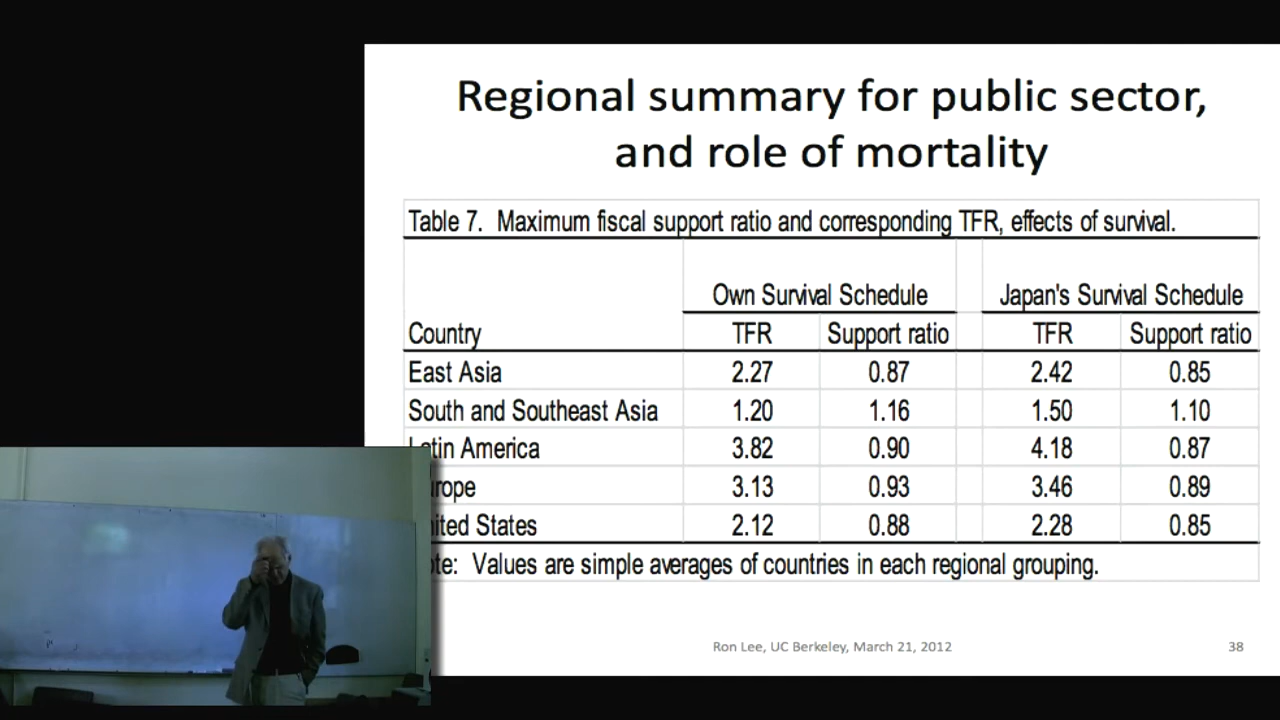 Regional summary for public sector,
and role of mortality
Table 7. Maximum fiscal support ratio and corresponding TFR, effects of survival.
Own Survival Schedule Japan's Survival Schedule
Country TFR Support ratio TFR Support ratio
East Asia 2.27 0.87 2.42 0.85
South and Southeast Asia 1.20 1.16 1.50 1.10
Latin America 3.82 0.90 4.18 0.87
urope 3.13 0.93 3.46 0.89
nited States 2.12 0.88 2.28 0.85
te: Values are simple averages of countries in each regional grouping.
Ron Lee, UC Berkeley, March 21, 2012 38